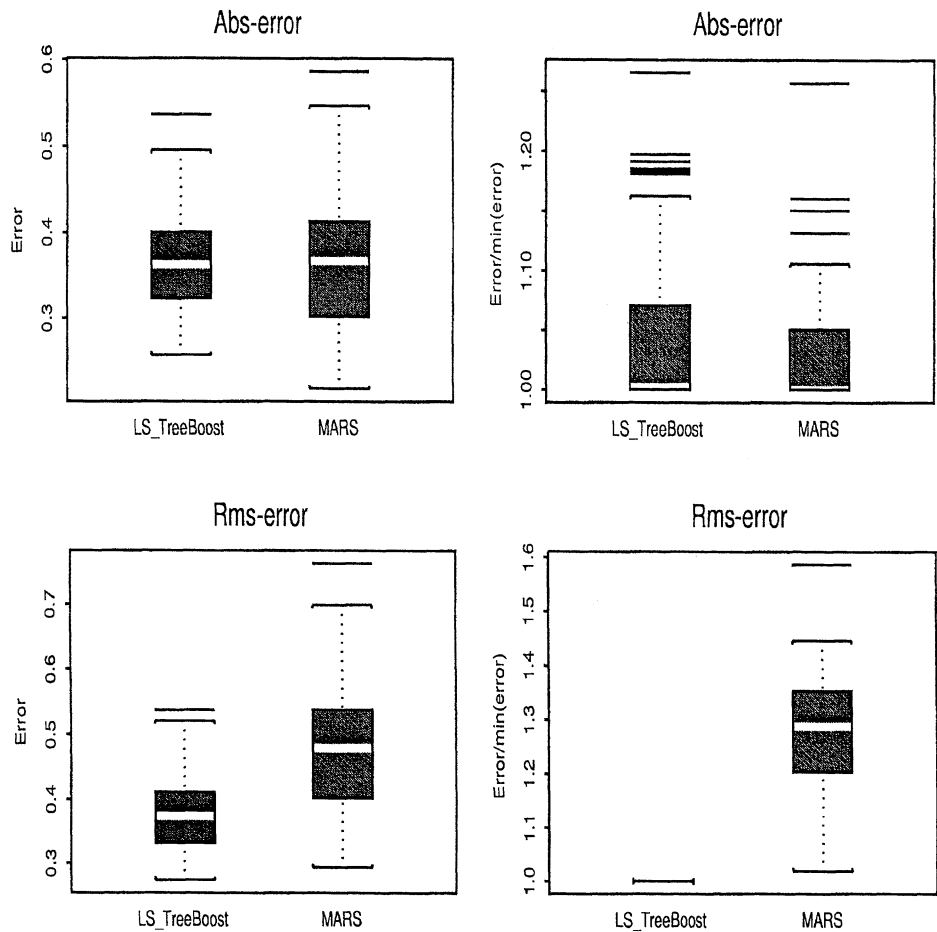 Abs-error
Error
0.6
0.5
0.4
0.3
LS_TreeBoost
MARS
Abs-error
Error/min(error)
1.20
1.10
1.00
LS_TreeBoost
MARS
Rms-error
Error
0.7
0.6
0.5
0.4
0.3
LS_TreeBoost
MARS
Rms-error
Error/min(error)
1.6
1.5
1.4
1.3
1.2
1.1
1.0
LS_TreeBoost
MARS